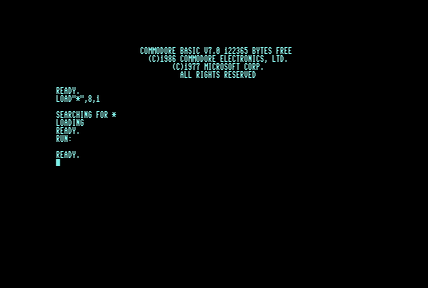 COMMODORE BASIC V7.0 122365 BYTES FREE
(C)1986 COMMODORE ELECTRONICS, LTD.
(C)1977 MICROSOFT CORP.
ALL RIGHTS RESERVED
READY.
LOAD"*",8,1
SEARCHING FOR *
LOADING
READY.
RUN:
READY.